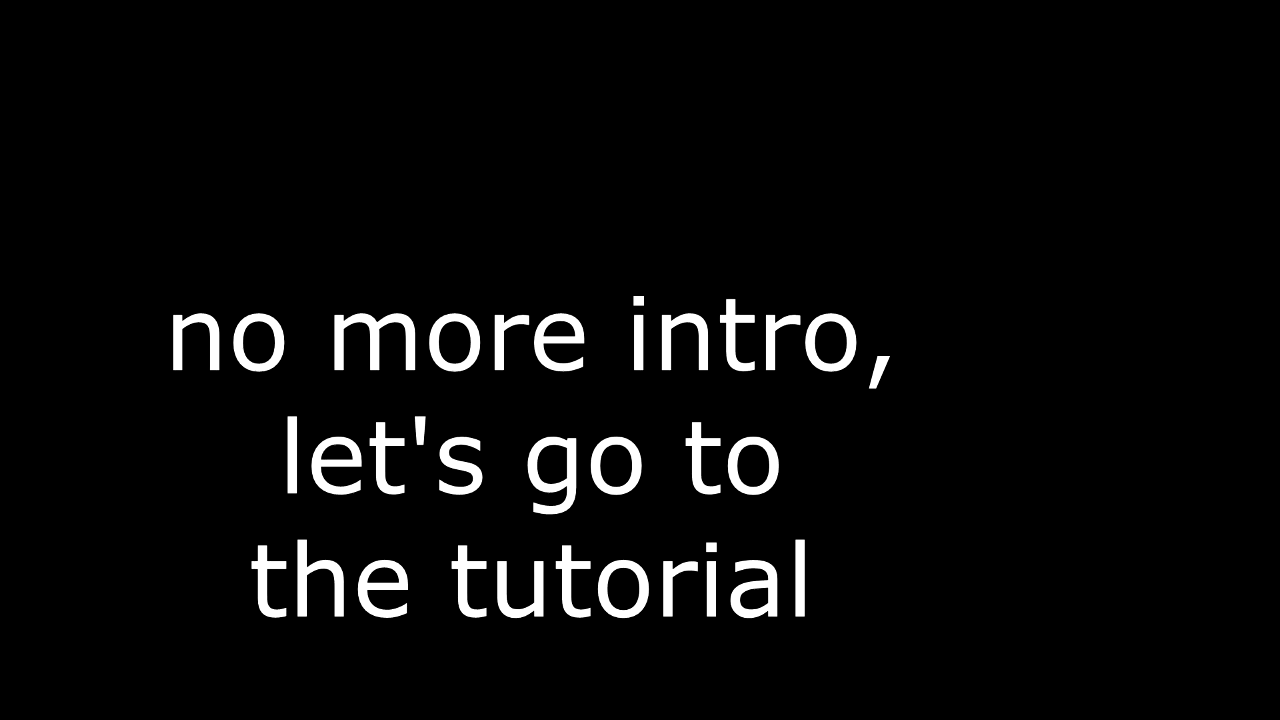 no more intro,
let's go to
the tutorial